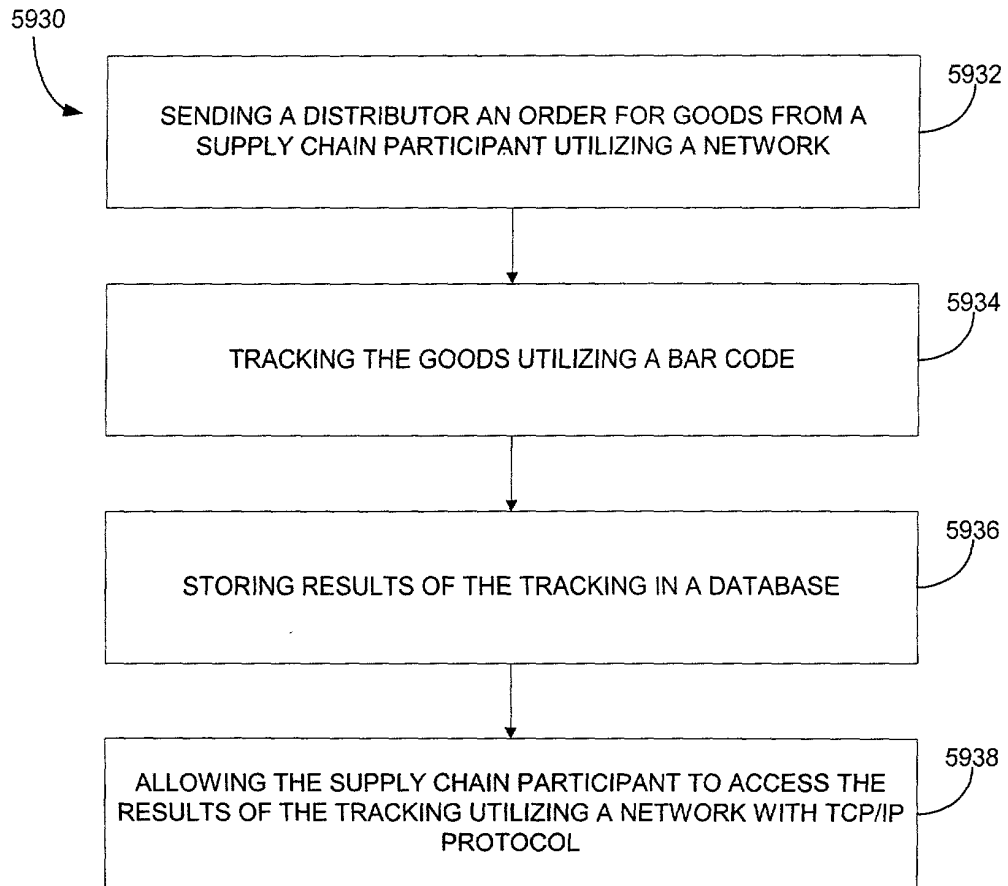 5930
5932
SENDING A DISTRIBUTOR AN ORDER FOR GOODS FROM A
SUPPLY CHAIN PARTICIPANT UTILIZING A NETWORK
5934
TRACKING THE GOODS UTILIZING A BAR CODE
5936
STORING RESULTS OF THE TRACKING IN A DATABASE
5938
ALLOWING THE SUPPLY CHAIN PARTICIPANT TO ACCESS THE
RESULTS OF THE TRACKING UTILIZING A NETWORK WITH TCP/IP
PROTOCOL